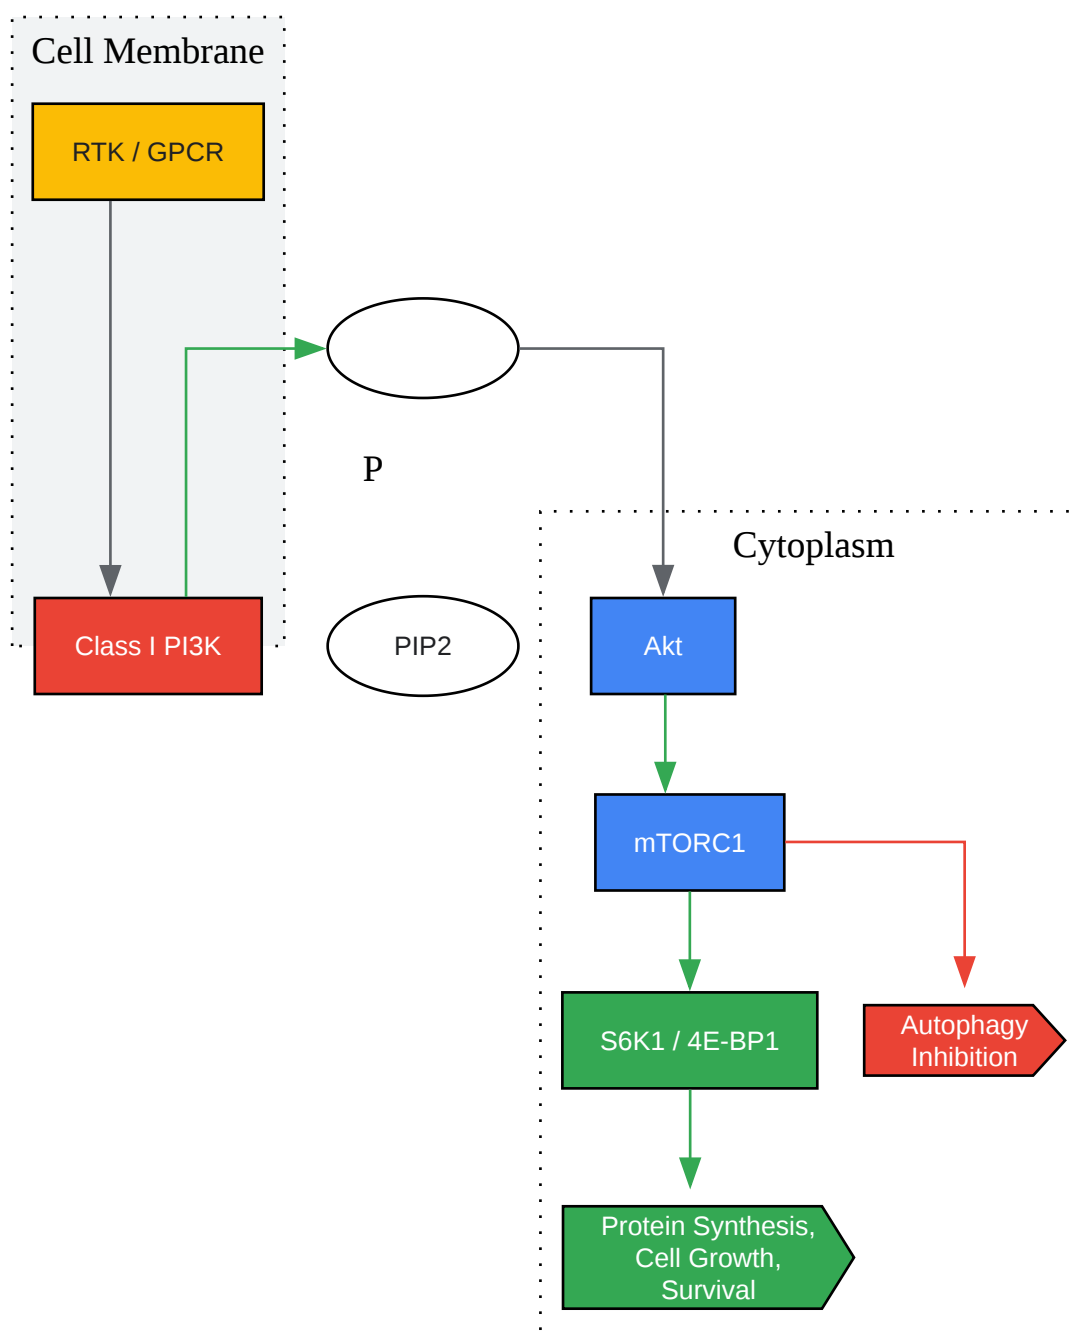 Cell Membrane
RTK / GPCR
P
Cytoplasm
Class I PI3K
PIP2
Akt
mTORC1
S6K1 / 4E-BP1
Autophagy
Inhibition
Protein Synthesis,
Cell Growth,
Survival